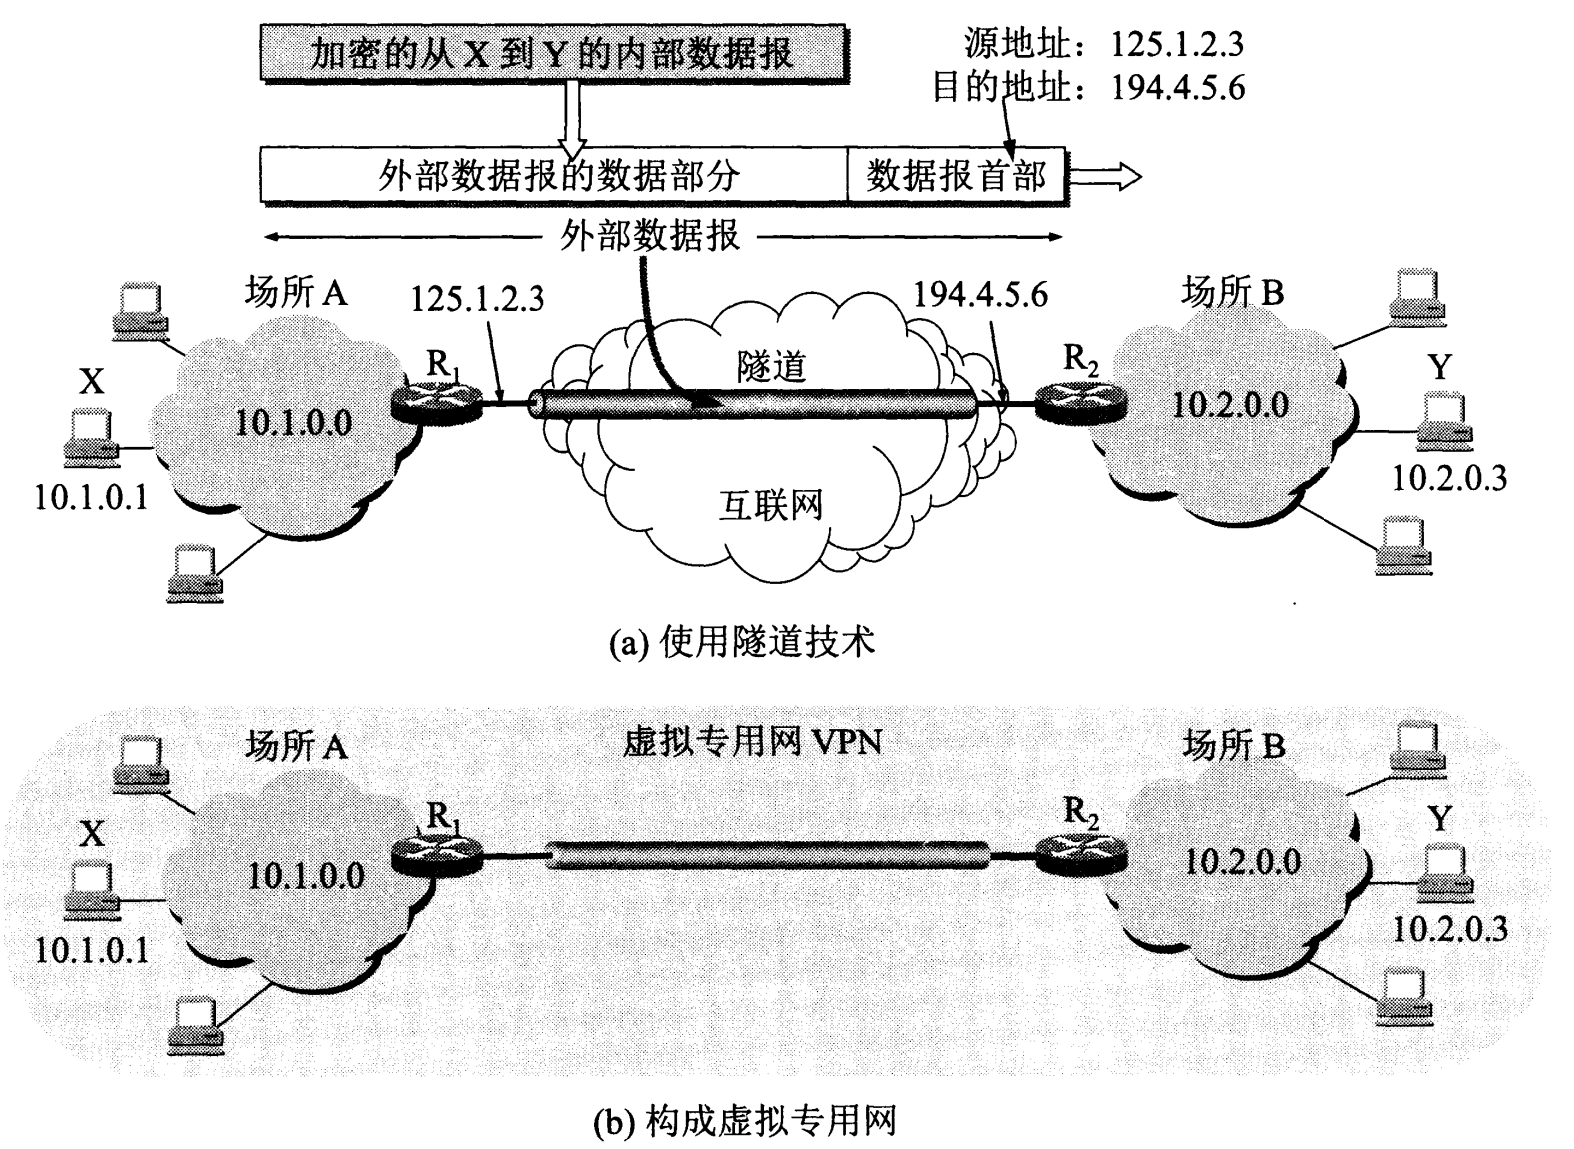 加密的从 X 到 Y 的内部数据报
源地址：125.1.2.3
目的地址：194.4.5.6
外部数据报的数据部分
数据报首部
外部数据报
场所 A
125.1.2.3
194.4.5.6
场所 B
X
R1
隧道
R2
Y
10.1.0.0
10.2.0.0
10.1.0.1
互联网
10.2.0.3
(a) 使用隧道技术
场所 A
虚拟专用网 VPN
场所 B
X
R1
R2
Y
10.1.0.0
10.2.0.0
10.1.0.1
10.2.0.3
(b) 构成虚拟专用网